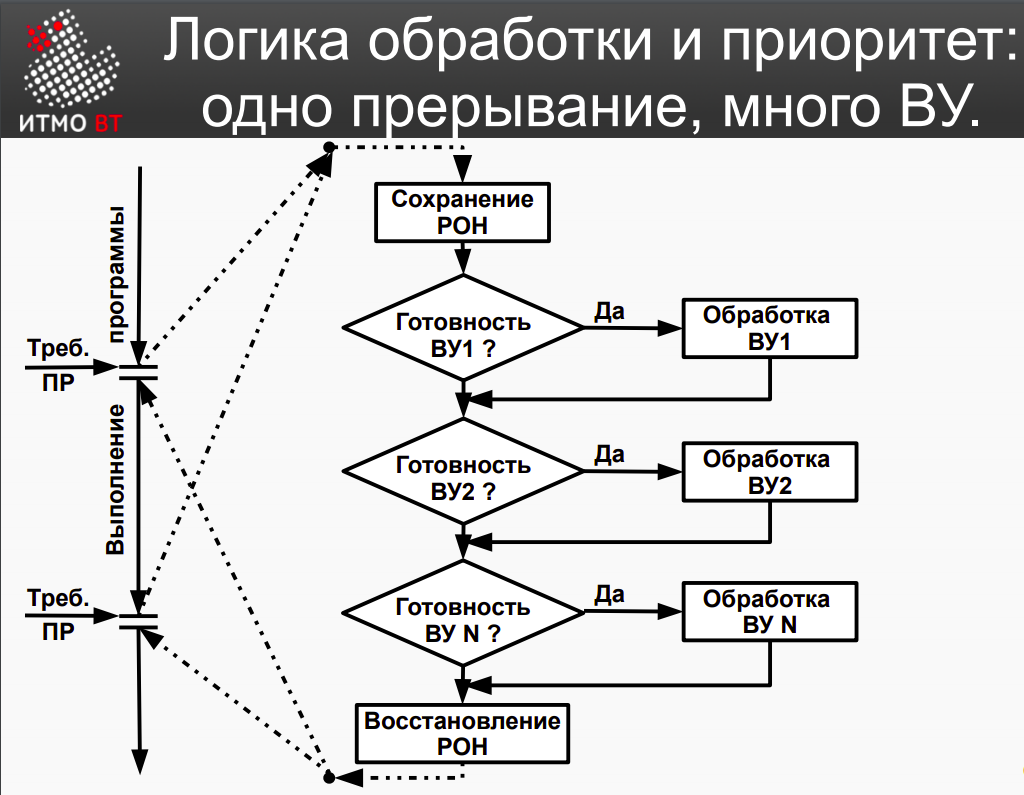 Логика обработки и приоритет:
одно прерывание, много ВУ.
ИТМО ВТ
Сохранение
РОН
программы
Готовность
ВУ1 ?
Да
Обработка
ВУ1
Треб.
ПР
Выполнение
Готовность
ВУ2 ?
Да
Обработка
ВУ2
Треб.
ПР
Готовность
ВУ N ?
Да
Обработка
ВУ N
Восстановление
РОН